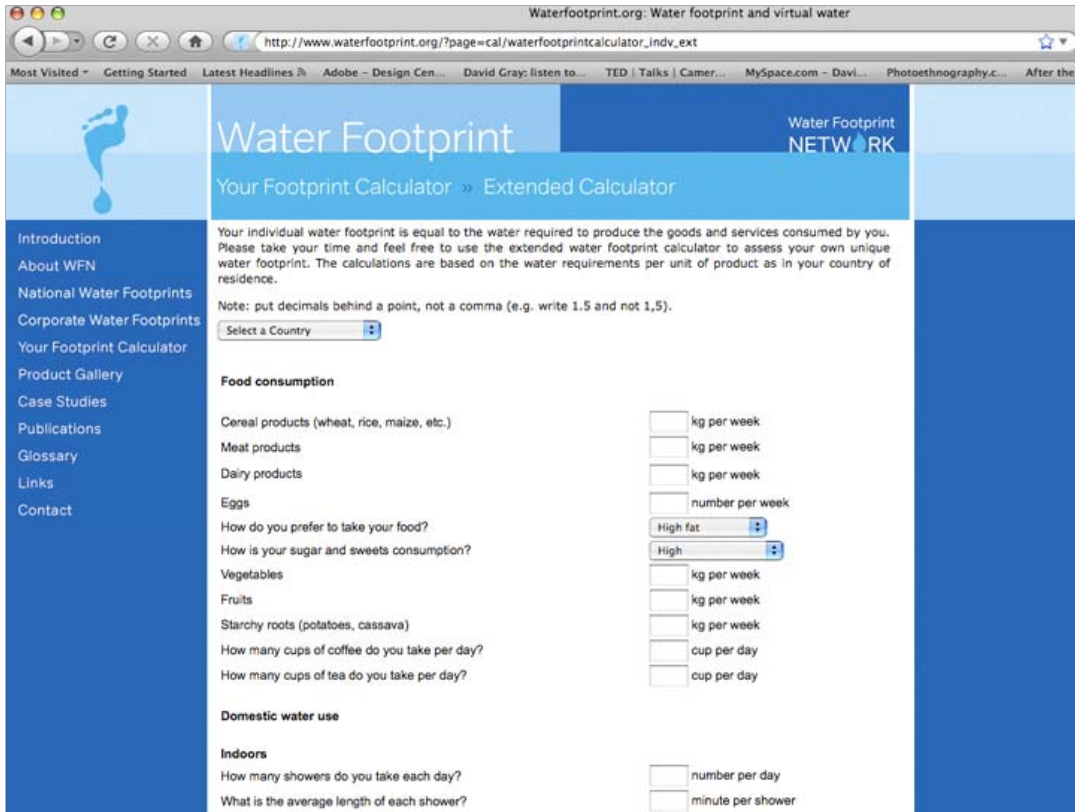 Waterfootprint.org: Water footprint and virtual water
http://www.waterfootprint.org/?page=cal/waterfootprintcalculator_indv_ext
Most Visited Getting Started Latest Headlines Adobe – Design Cen... David Gray: listen to... TED | Talks | Camer... MySpace.com – Davi... Photoethnography.c... After the
Water Footprint
Water Footprint
NETWORK
Your Footprint Calculator » Extended Calculator
Introduction
About WFN
National Water Footprints
Corporate Water Footprints
Your Footprint Calculator
Product Gallery
Case Studies
Publications
Glossary
Links
Contact
Your individual water footprint is equal to the water required to produce the goods and services consumed by you.
Please take your time and feel free to use the extended water footprint calculator to assess your own unique
water footprint. The calculations are based on the water requirements per unit of product as in your country of
residence.
Note: put decimals behind a point, not a comma (e.g. write 1.5 and not 1,5).
Select a Country
Food consumption
Cereal products (wheat, rice, maize, etc.) kg per week
Meat products kg per week
Dairy products kg per week
Eggs number per week
How do you prefer to take your food? High fat
How is your sugar and sweets consumption? High
Vegetables kg per week
Fruits kg per week
Starchy roots (potatoes, cassava) kg per week
How many cups of coffee do you take per day? cup per day
How many cups of tea do you take per day? cup per day
Domestic water use
Indoors
How many showers do you take each day? number per day
What is the average length of each shower? minute per shower